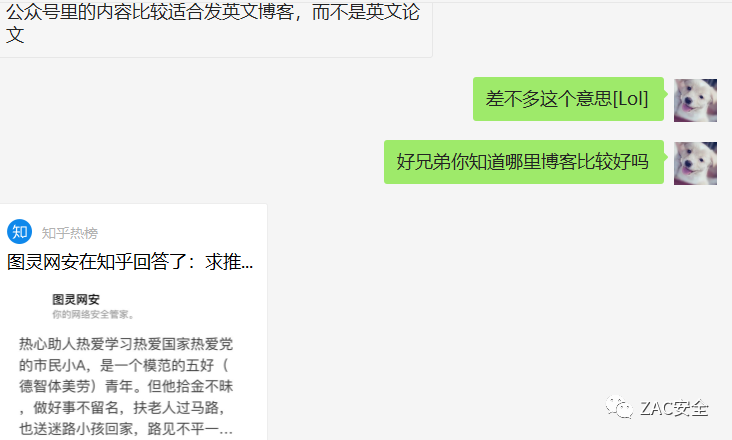 公众号里的内容比较适合发英文博客，而不是英文论
文
差不多这个意思[Lol]
好兄弟你知道哪里博客比较好吗
知 知乎热榜
图灵网安在知乎回答了：求推...
图灵网安
你的网络安全管家。
热心助人热爱学习热爱国家热爱党
的市民小A，是一个模范的五好（
德智体美劳）青年。但他拾金不昧
，做好事不留名，扶老人过马路，
也送迷路小孩回家，路见不平一...
ZAC安全